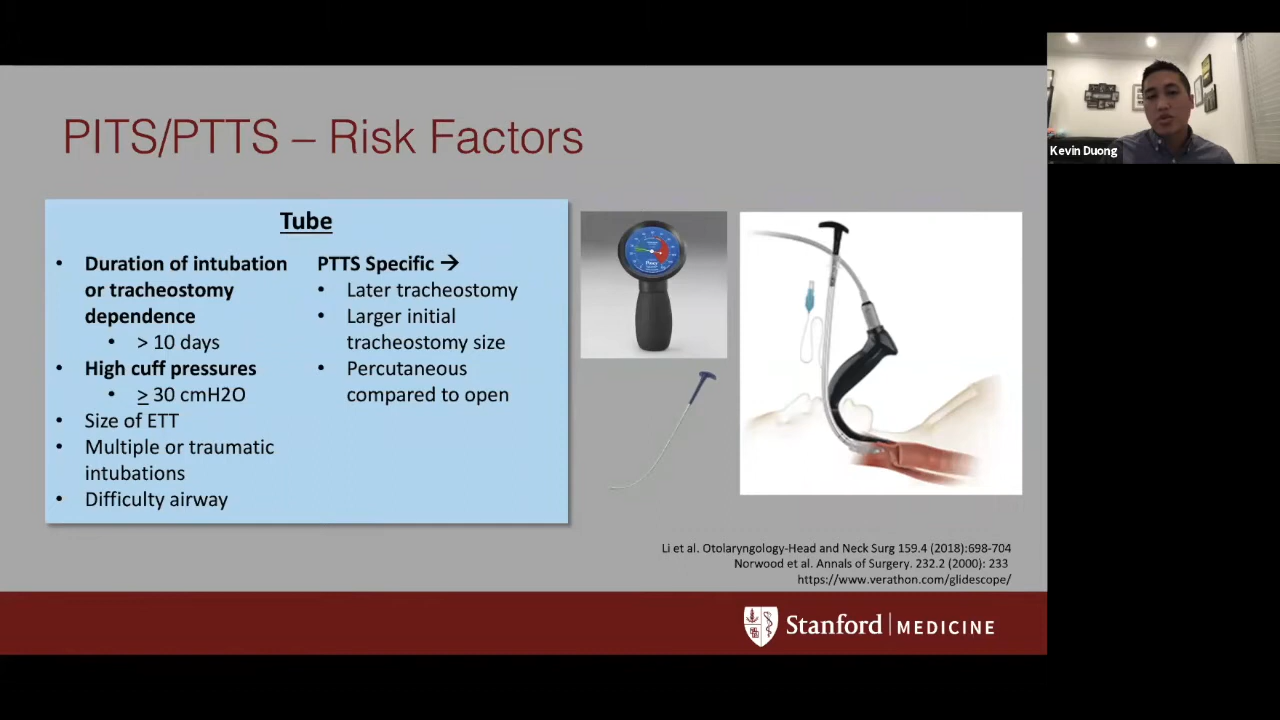 PITS/PTTS – Risk Factors
Kevin Duong
Tube
• Duration of intubation
or tracheostomy
dependence
• > 10 days
• High cuff pressures
• > 30 cmH2O
• Size of ETT
• Multiple or traumatic
intubations
• Difficulty airway
PTTS Specific →
• Later tracheostomy
• Larger initial
tracheostomy size
• Percutaneous
compared to open
Li et al. Otolaryngology-Head and Neck Surg 159.4 (2018):698-704
Norwood et al. Annals of Surgery. 232.2 (2000): 233
https://www.verathon.com/glidescope/
Stanford | MEDICINE